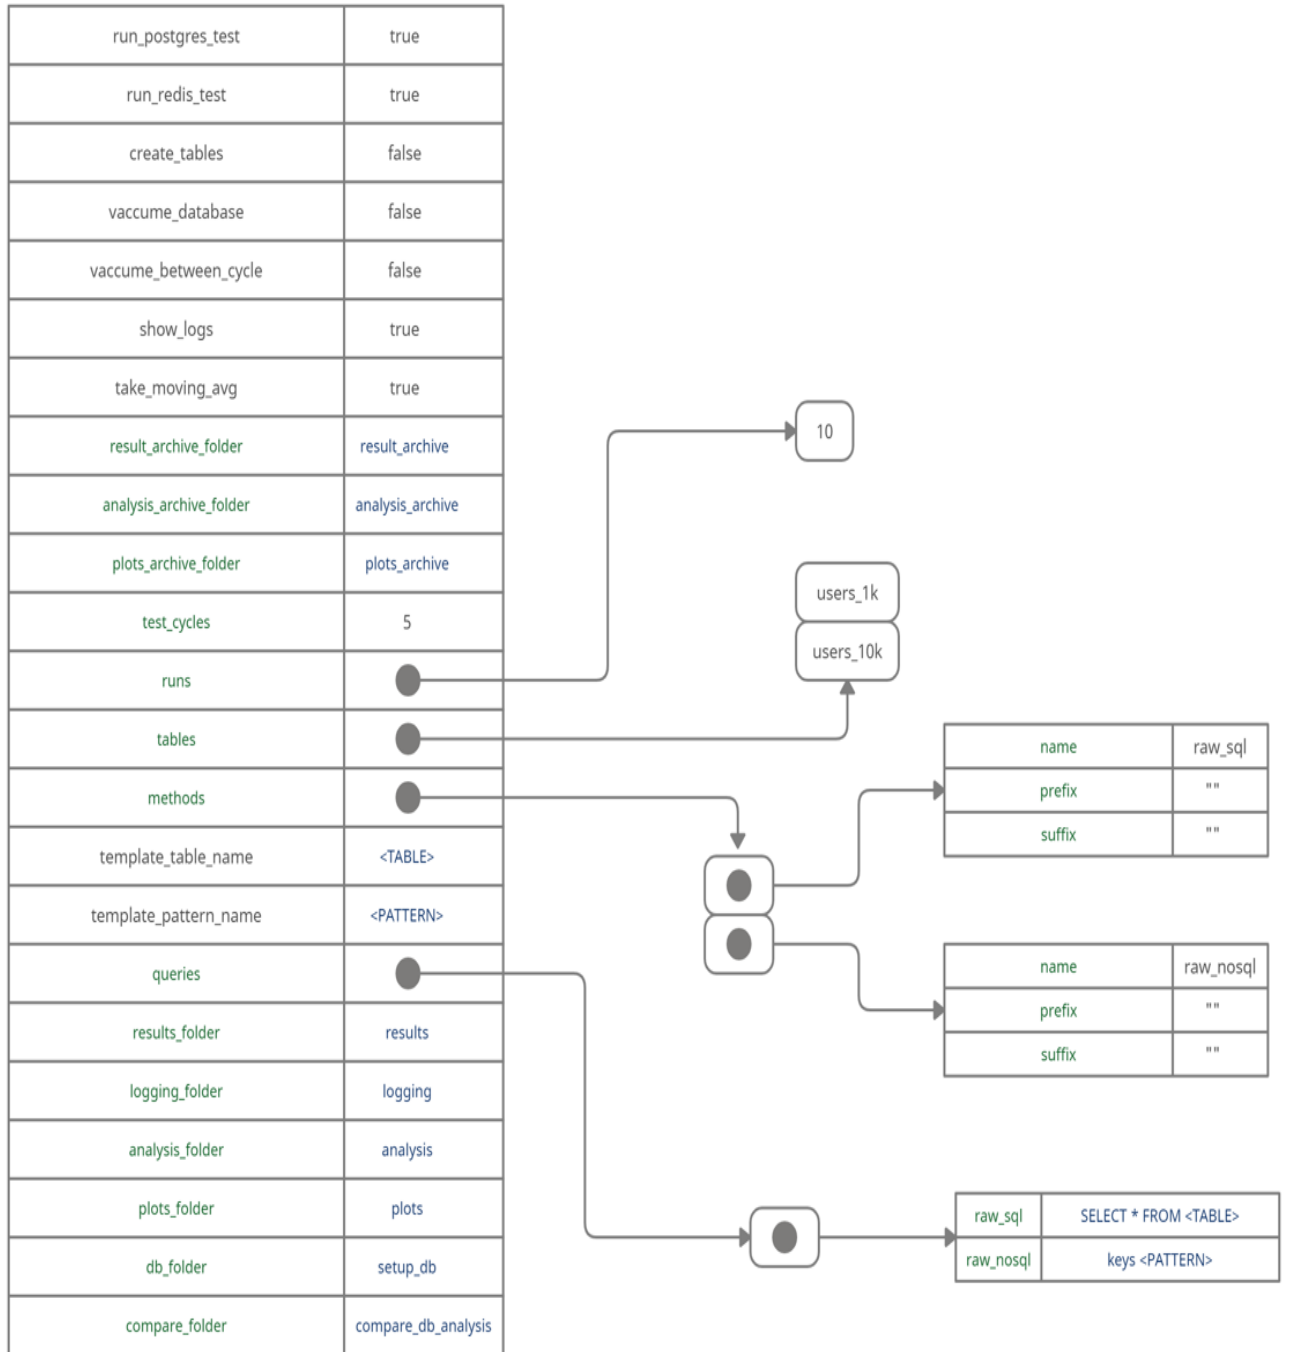 run_postgres_test true
run_redis_test true
create_tables false
vaccume_database false
vaccume_between_cycle false
show_logs true
take_moving_avg true
result_archive_folder result_archive
analysis_archive_folder analysis_archive
plots_archive_folder plots_archive
test_cycles 5
runs
tables
methods
template_table_name <TABLE>
template_pattern_name <PATTERN>
queries
results_folder results
logging_folder logging
analysis_folder analysis
plots_folder plots
db_folder setup_db
compare_folder compare_db_analysis
10
users_1k
users_10k
name raw_sql
prefix ""
suffix ""
name raw_nosql
prefix ""
suffix ""
raw_sql SELECT * FROM <TABLE>
raw_nosql keys <PATTERN>